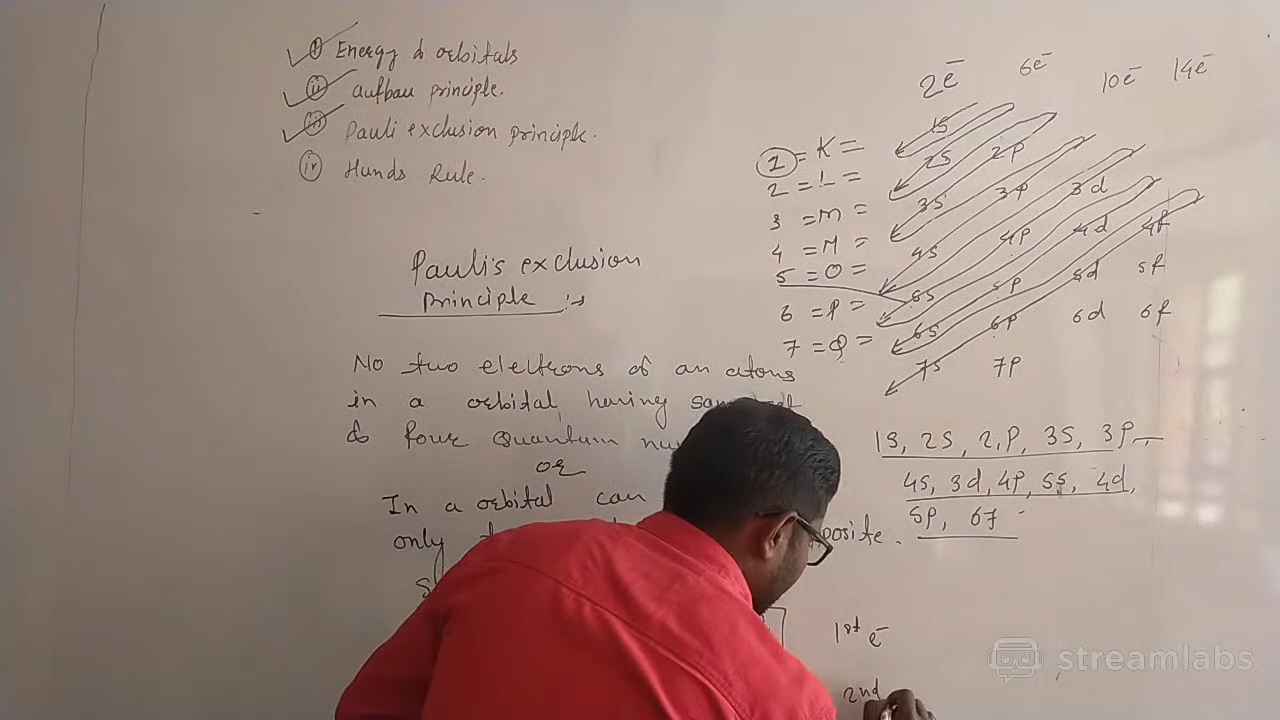 (i) Energy of orbitals
(ii) Aufbau principle.
(iii) Pauli exclusion principle.
(iv) Hunds Rule.
Pauli's exclusion
principle :→
No two electrons of an atoms
in a orbital, having
of four Quantum
or
In a orbital can
only
opposite.
2e⁻ 6e⁻ 10e⁻ 14e⁻
1 = K = 1s
2 = L = 2s 2p
3 = M = 3s 3p 3d
4 = N = 4s 4p 4d 4f
5 = O = 5s 5p 5d 5f
6 = P = 6s 6p 6d 6f
7 = Q = 7s 7p
1s, 2s, 2p, 3s, 3p,
4s, 3d, 4p, 5s, 4d,
5p, 6f
1st e⁻
2nd
streamlabs